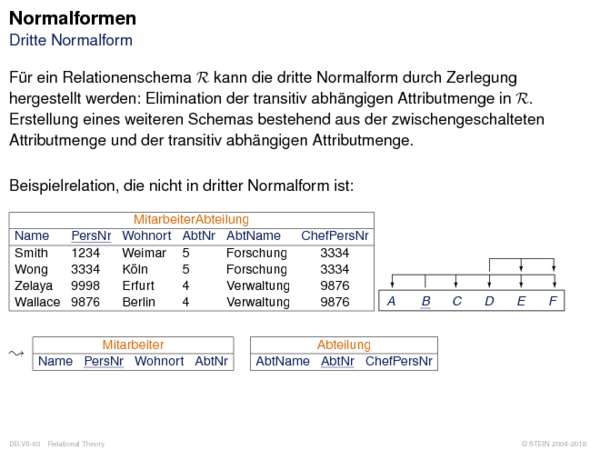 Normalformen
Dritte Normalform
Für ein Relationenschema R kann die dritte Normalform durch Zerlegung
hergestellt werden: Elimination der transitiv abhängigen Attributmenge in R.
Erstellung eines weiteren Schemas bestehend aus der zwischengeschalteten
Attributmenge und der transitiv abhängigen Attributmenge.
Beispielrelation, die nicht in dritter Normalform ist:
MitarbeiterAbteilung
Name PersNr Wohnort AbtNr AbtName ChefPersNr
Smith 1234 Weimar 5 Forschung 3334
Wong 3334 Köln 5 Forschung 3334
Zelaya 9998 Erfurt 4 Verwaltung 9876
Wallace 9876 Berlin 4 Verwaltung 9876
A B C D E F
⤳
Mitarbeiter
Name PersNr Wohnort AbtNr
Abteilung
AbtName AbtNr ChefPersNr
DB:VII-63 Relational Theory
© STEIN 2004-2018